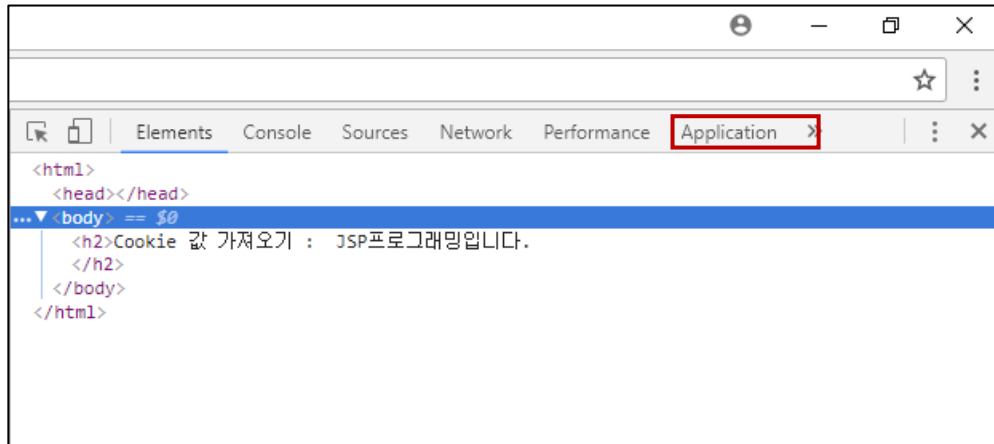 Elements Console Sources Network Performance Application »
<html>
<head></head>
...▼<body> == $0
<h2>Cookie 값 가져오기 :  JSP프로그래밍입니다.
</h2>
</body>
</html>